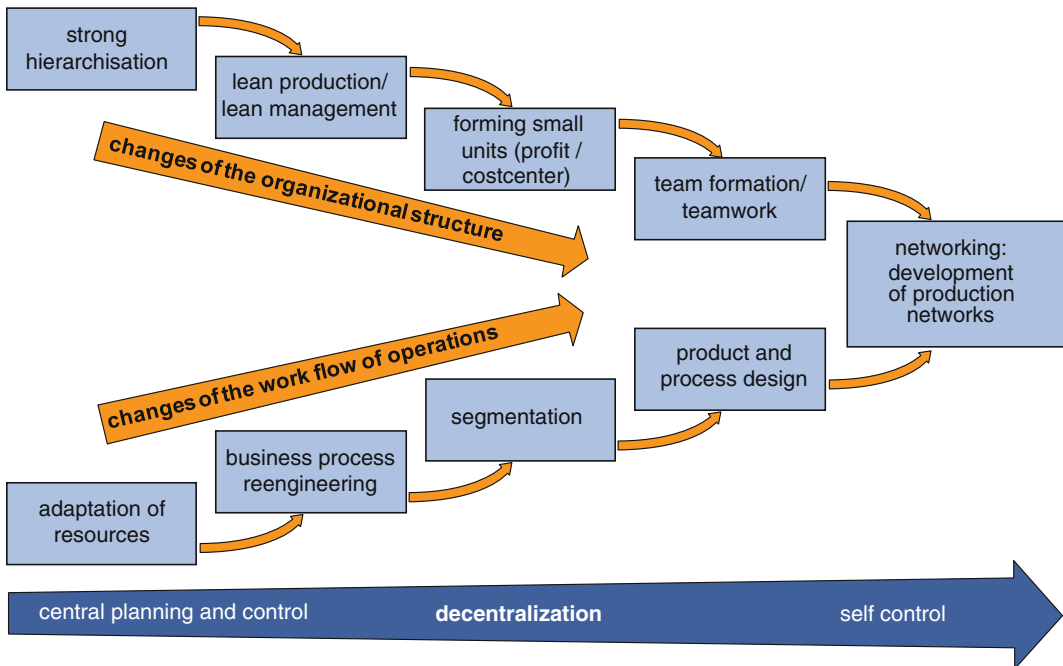 strong
hierarchisation
lean production/
lean management
forming small
units (profit /
costcenter)
team formation/
teamwork
networking:
development
of production
networks
changes of the organizational structure
changes of the work flow of operations
product and
process design
segmentation
business process
reengineering
adaptation of
resources
central planning and control decentralization self control